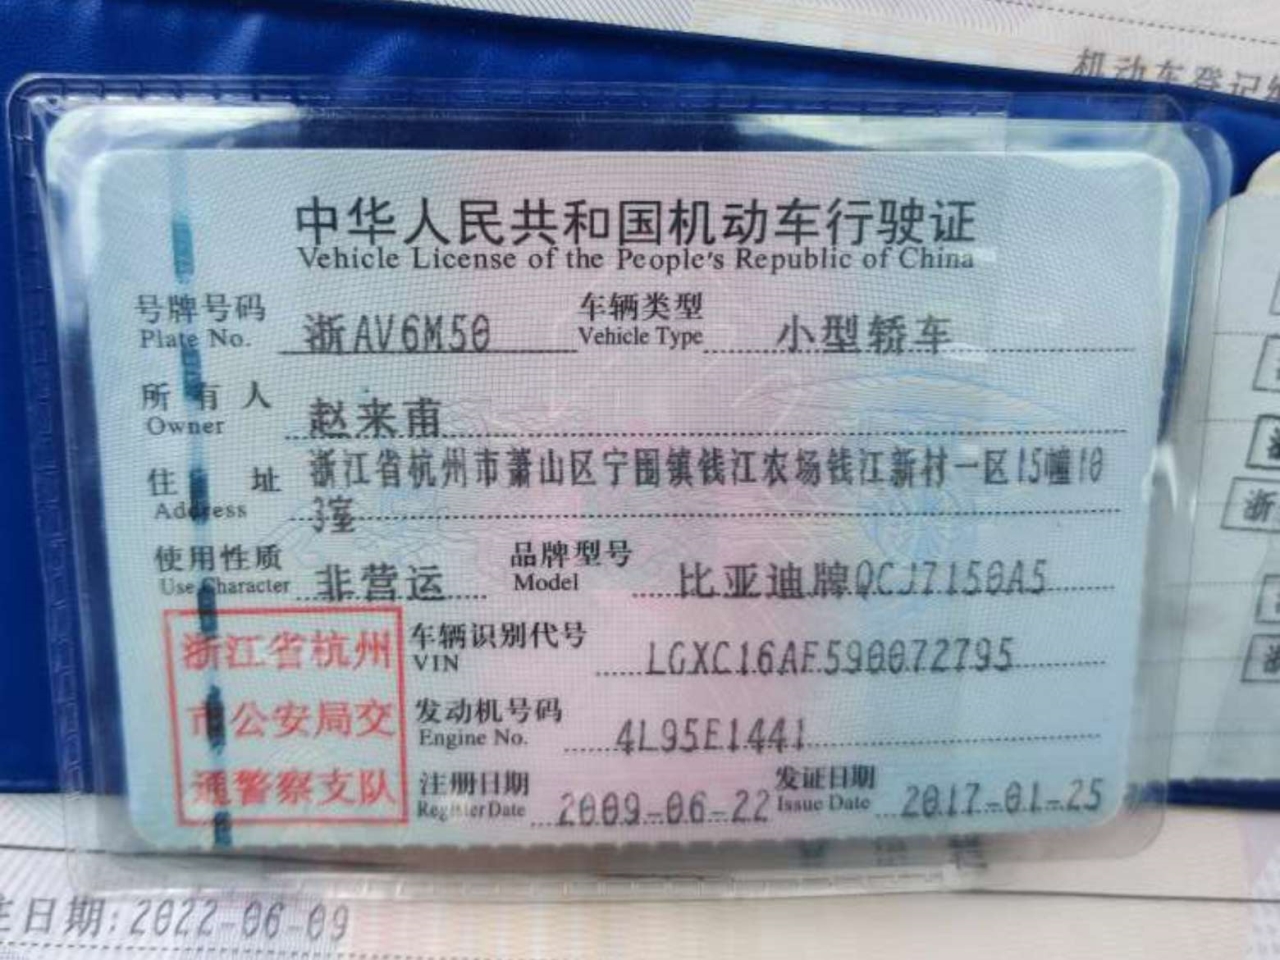 机动车登记
中华人民共和国机动车行驶证
Vehicle License of the People's Republic of China
号牌号码 浙AV6M50 车辆类型 小型轿车
Plate No. Vehicle Type
所有人 赵来甫
Owner
住址 浙江省杭州市萧山区宁围镇钱江农场钱江新村一区15幢10
Address 3室
使用性质 非营运 品牌型号 比亚迪牌QCJ7150A5
Use Character Model
浙江省杭州 车辆识别代号 LGXC16AF590072795
VIN
市公安局交 发动机号码 4L95E1441
Engine No.
通警察支队 注册日期 2009-06-22 发证日期 2017-01-25
Register Date Issue Date
日期:2022-06-09